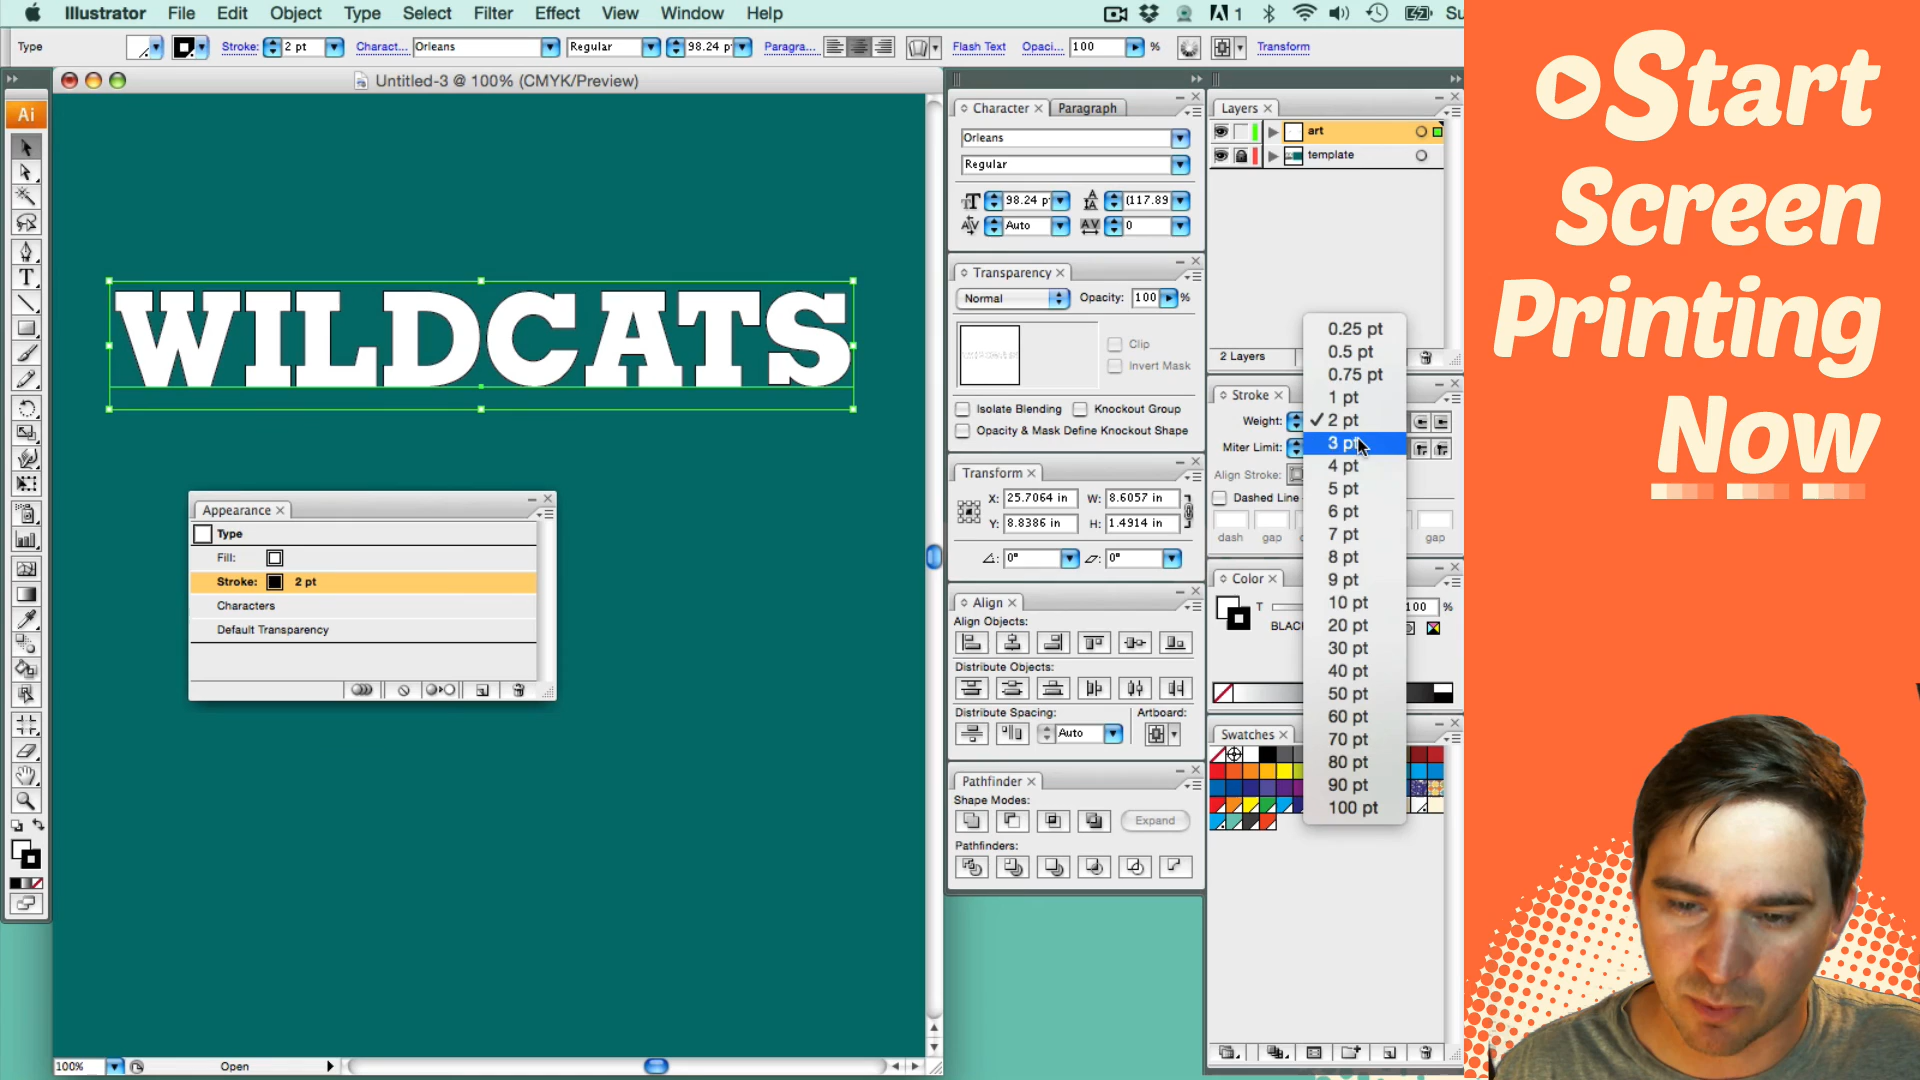 Illustrator File Edit Object Type Select Filter Effect View Window Help
1
Su
Type Stroke: 2 pt Charact... Orleans Regular 98.24 p Paragra... Flash Text Opaci... 100 % Transform
Untitled-3 @ 100% (CMYK/Preview)
Ai
WILDCATS
Appearance
Type
Fill:
Stroke: 2 pt
Characters
Default Transparency
100% Open
Character Paragraph
Orleans
Regular
98.24 p (117.89
Auto 0
Transparency
Normal Opacity: 100 %
Clip
Invert Mask
Isolate Blending Knockout Group
Opacity & Mask Define Knockout Shape
Transform
X: 25.7064 in W: 8.6057 in
Y: 8.8386 in H: 1.4914 in
0° 0°
Align
Align Objects:
Distribute Objects:
Distribute Spacing: Artboard:
Auto
Pathfinder
Shape Modes:
Expand
Pathfinders:
Layers
art
template
2 Layers
Stroke
Weight:
Miter Limit:
Align Stroke:
Dashed Line
dash gap gap
Color
T 100 %
BLAC
Swatches
0.25 pt
0.5 pt
0.75 pt
1 pt
2 pt
3 pt
4 pt
5 pt
6 pt
7 pt
8 pt
9 pt
10 pt
20 pt
30 pt
40 pt
50 pt
60 pt
70 pt
80 pt
90 pt
100 pt
Start
Screen
Printing
Now